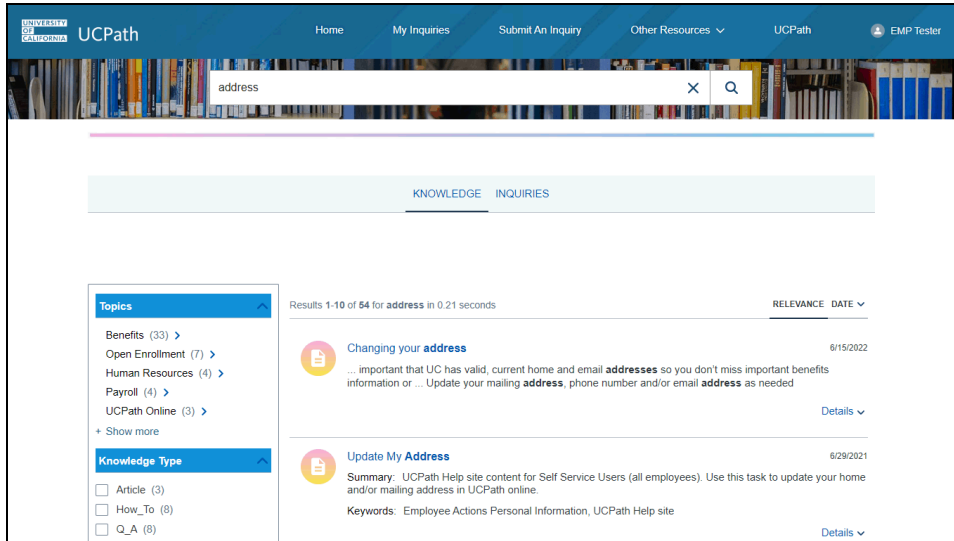 UNIVERSITY
OF
CALIFORNIA
UCPath
Home
My Inquiries
Submit An Inquiry
Other Resources
UCPath
EMP Tester
address
KNOWLEDGE
INQUIRIES
Topics
Benefits (33)
Open Enrollment (7)
Human Resources (4)
Payroll (4)
UCPath Online (3)
+ Show more
Knowledge Type
Article (3)
How_To (8)
Q_A (8)
Results 1-10 of 54 for address in 0.21 seconds
RELEVANCE DATE
Changing your address
6/15/2022
... important that UC has valid, current home and email addresses so you don't miss important benefits
information or ... Update your mailing address, phone number and/or email address as needed
Details
Update My Address
6/29/2021
Summary: UCPath Help site content for Self Service Users (all employees). Use this task to update your home
and/or mailing address in UCPath online.
Keywords: Employee Actions Personal Information, UCPath Help site
Details